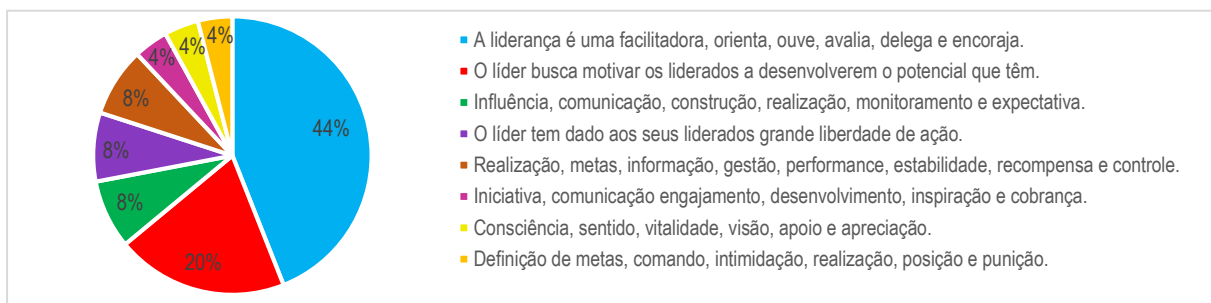 4%
4%
4%
8%
8%
8%
20%
44%
A liderança é uma facilitadora, orienta, ouve, avalia, delega e encoraja.
O líder busca motivar os liderados a desenvolverem o potencial que têm.
Influência, comunicação, construção, realização, monitoramento e expectativa.
O líder tem dado aos seus liderados grande liberdade de ação.
Realização, metas, informação, gestão, performance, estabilidade, recompensa e controle.
Iniciativa, comunicação engajamento, desenvolvimento, inspiração e cobrança.
Consciência, sentido, vitalidade, visão, apoio e apreciação.
Definição de metas, comando, intimidação, realização, posição e punição.